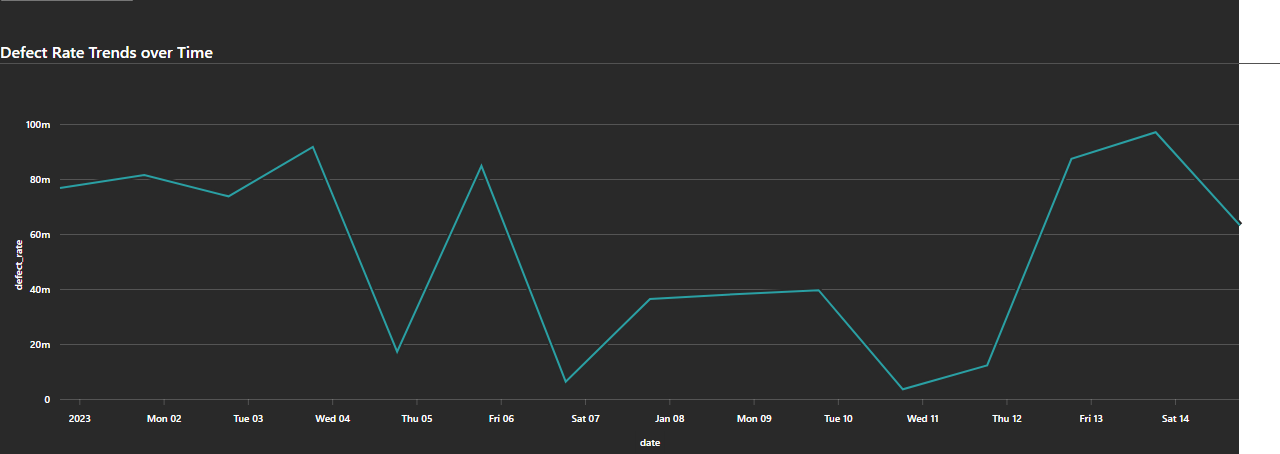 Defect Rate Trends over Time
100m
80m
60m
40m
20m
0
defect_rate
2023 Mon 02 Tue 03 Wed 04 Thu 05 Fri 06 Sat 07 Jan 08 Mon 09 Tue 10 Wed 11 Thu 12 Fri 13 Sat 14
date